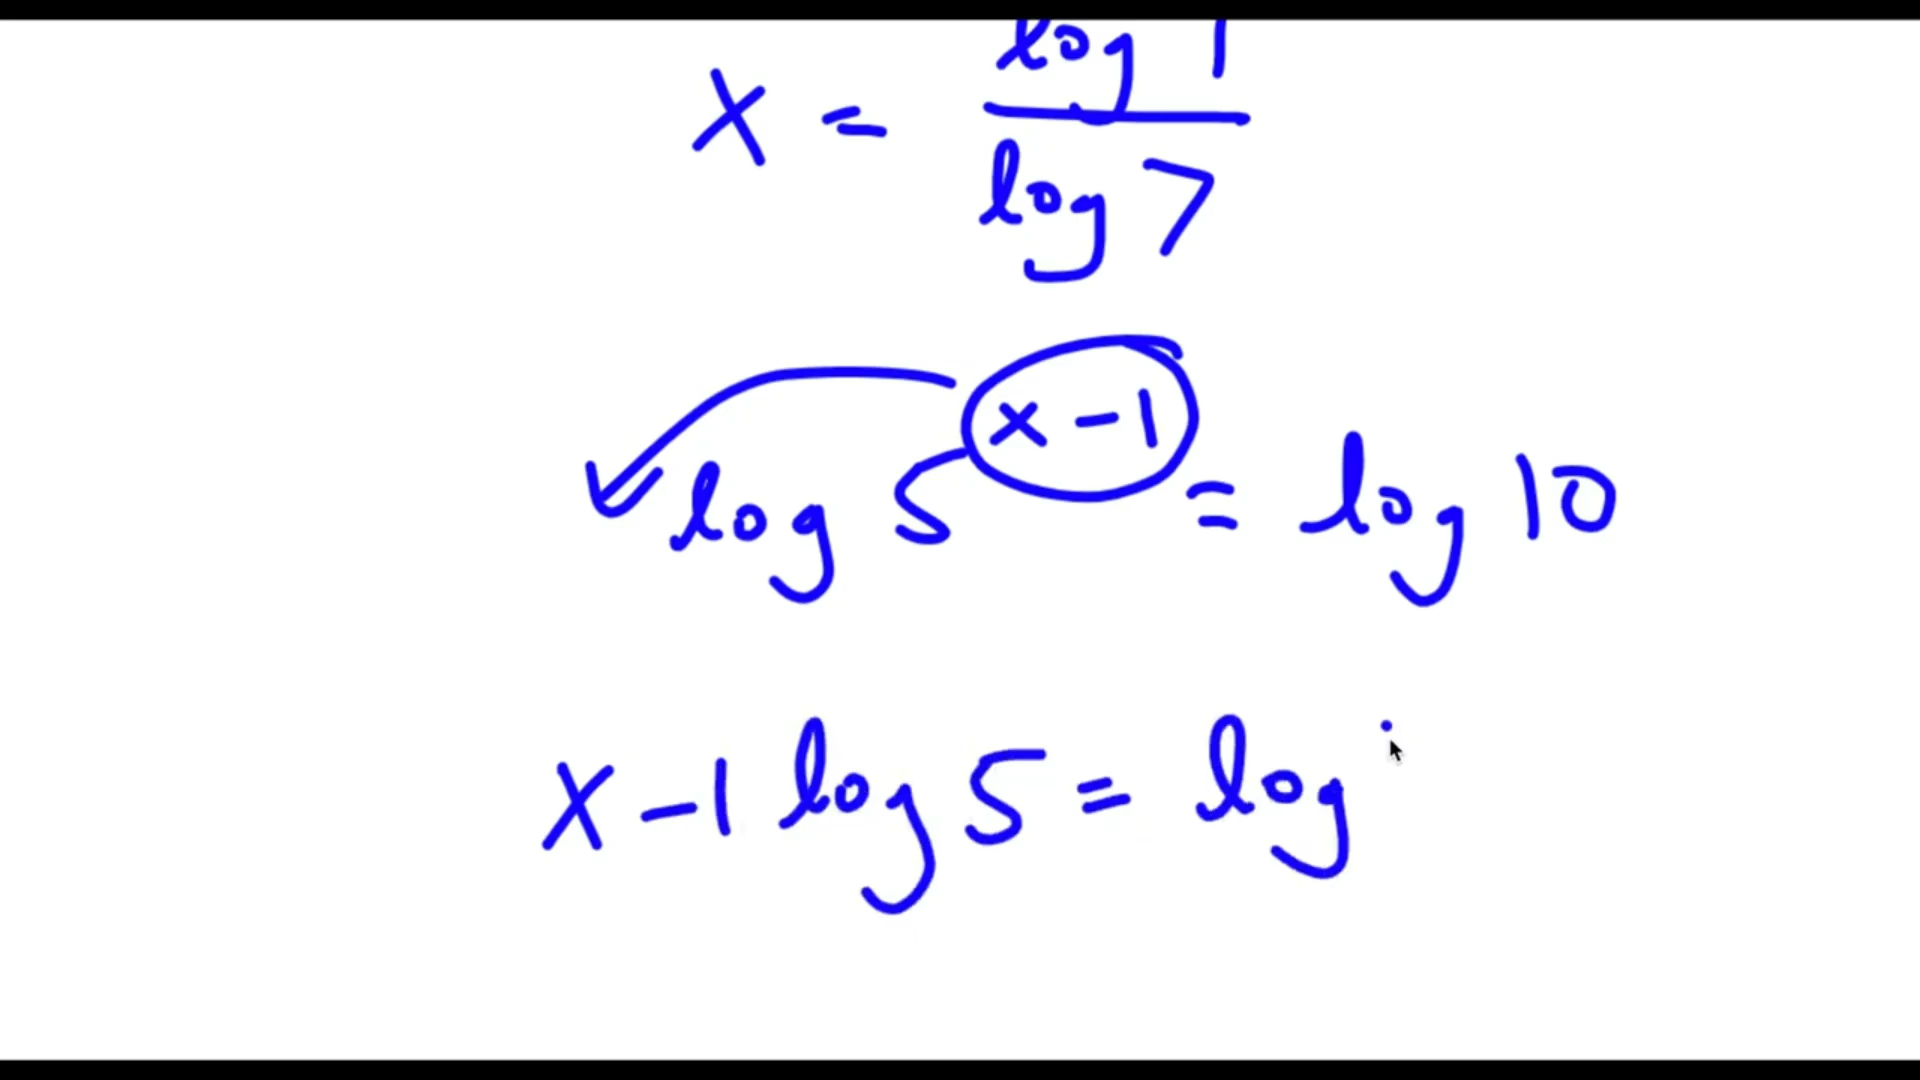 log 1
x =
log 7
log 5^{x-1} = log 10
x-1 log 5 = log